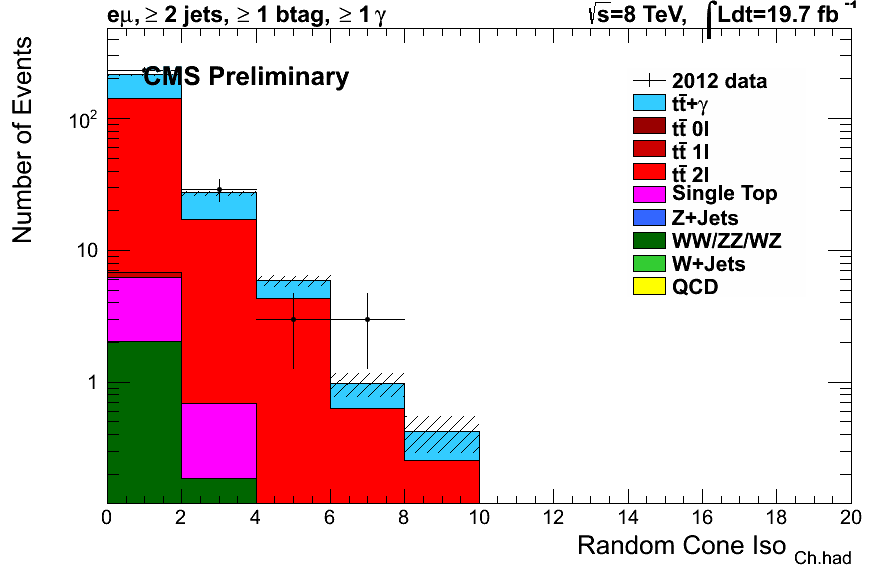 eμ, ≥ 2 jets, ≥ 1 btag, ≥ 1 γ
√s=8 TeV, ∫Ldt=19.7 fb⁻¹
CMS Preliminary
2012 data
tt̄+γ
tt̄ 0l
tt̄ 1l
tt̄ 2l
Single Top
Z+Jets
WW/ZZ/WZ
W+Jets
QCD
Number of Events
10²
10
1
0 2 4 6 8 10 12 14 16 18 20
Random Cone Iso Ch.had